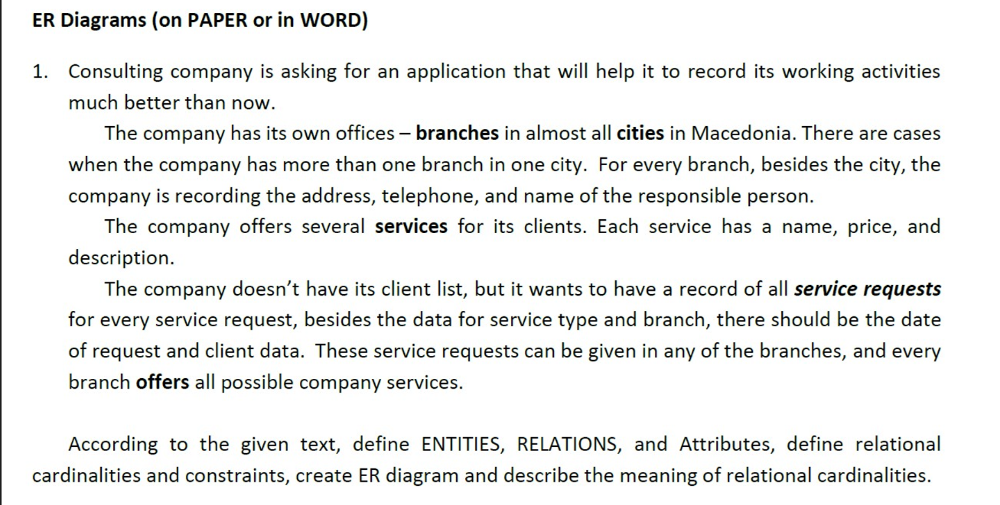 ER Diagrams (on PAPER or in WORD)
1. Consulting company is asking for an application that will help it to record its working activities
much better than now.
The company has its own offices – branches in almost all cities in Macedonia. There are cases
when the company has more than one branch in one city. For every branch, besides the city, the
company is recording the address, telephone, and name of the responsible person.
The company offers several services for its clients. Each service has a name, price, and
description.
The company doesn’t have its client list, but it wants to have a record of all service requests
for every service request, besides the data for service type and branch, there should be the date
of request and client data. These service requests can be given in any of the branches, and every
branch offers all possible company services.
According to the given text, define ENTITIES, RELATIONS, and Attributes, define relational
cardinalities and constraints, create ER diagram and describe the meaning of relational cardinalities.